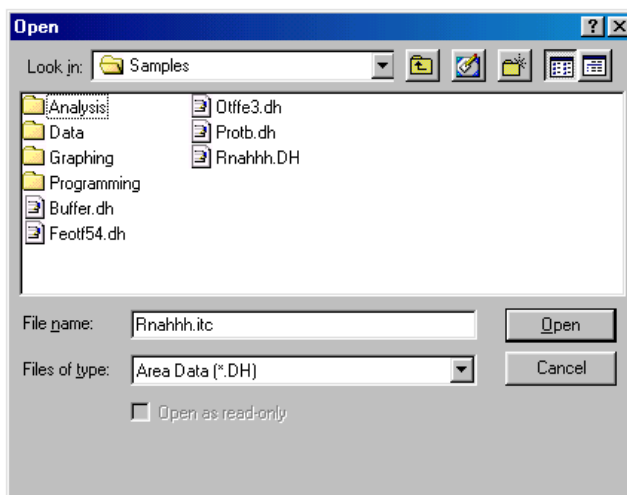 Open
Look in: Samples
Analysis
Data
Graphing
Programming
Buffer.dh
Feotf54.dh
Otffe3.dh
Protb.dh
Rnahhh.DH
File name: Rnahhh.itc Open
Files of type: Area Data (*.DH) Cancel
Open as read-only